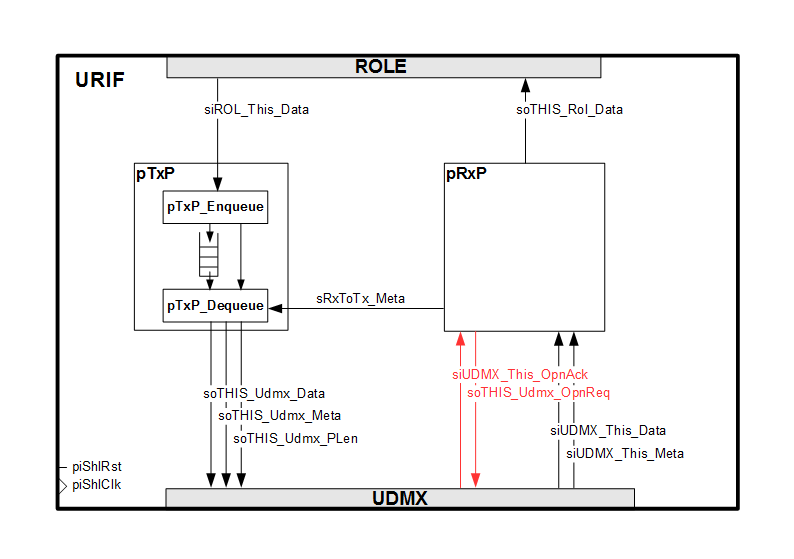 ROLE
URIF
siROL_This_Data
soTHIS_Rol_Data
pTxP
pRxP
pTxP_Enqueue
sRxToTx_Meta
pTxP_Dequeue
siUDMX_This_OpnAck
soTHIS_Udmx_OpnReq
soTHIS_Udmx_Data
soTHIS_Udmx_Meta
siUDMX_This_Data
soTHIS_Udmx_PLen
siUDMX_This_Meta
piShlRst
piShlClk
UDMX